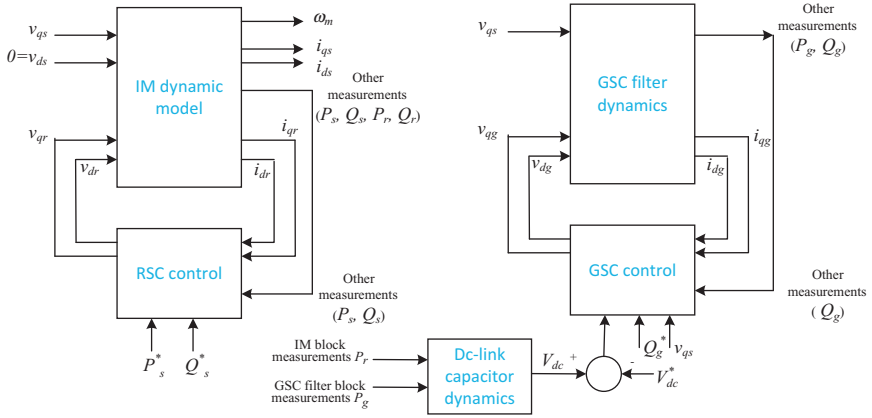 v_qs
0=v_ds
v_qr
v_dr
IM dynamic
model
ω_m
i_qs
i_ds
Other
measurements
(P_s, Q_s, P_r, Q_r)
i_qr
i_dr
RSC control
Other
measurements
(P_s, Q_s)
P*_s
Q*_s
v_qs
v_qg
v_dg
GSC filter
dynamics
Other
measurements
(P_g, Q_g)
i_qg
i_dg
GSC control
Other
measurements
( Q_g)
Q_g*
v_qs
IM block
measurements P_r
GSC filter block
measurements P_g
Dc-link
capacitor
dynamics
V_dc
+
-
V*_dc